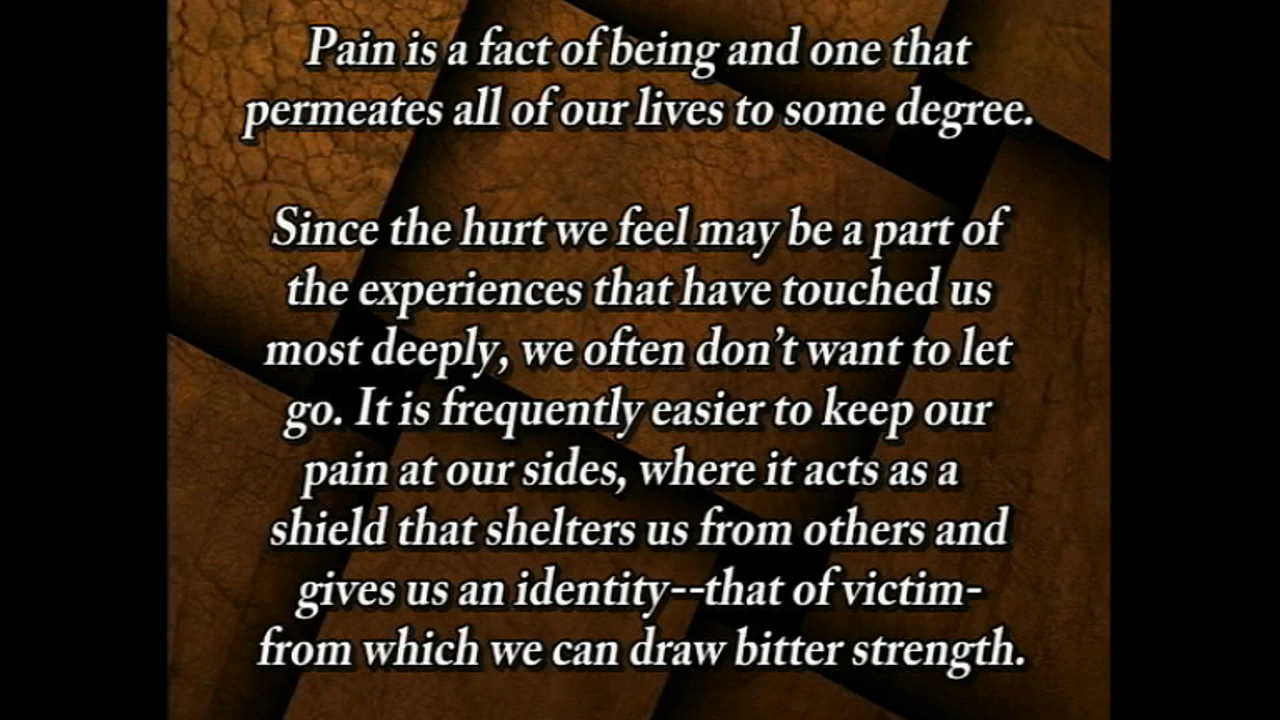 Pain is a fact of being and one that
permeates all of our lives to some degree.
Since the hurt we feel may be a part of
the experiences that have touched us
most deeply, we often don't want to let
go. It is frequently easier to keep our
pain at our sides, where it acts as a
shield that shelters us from others and
gives us an identity--that of victim-
from which we can draw bitter strength.